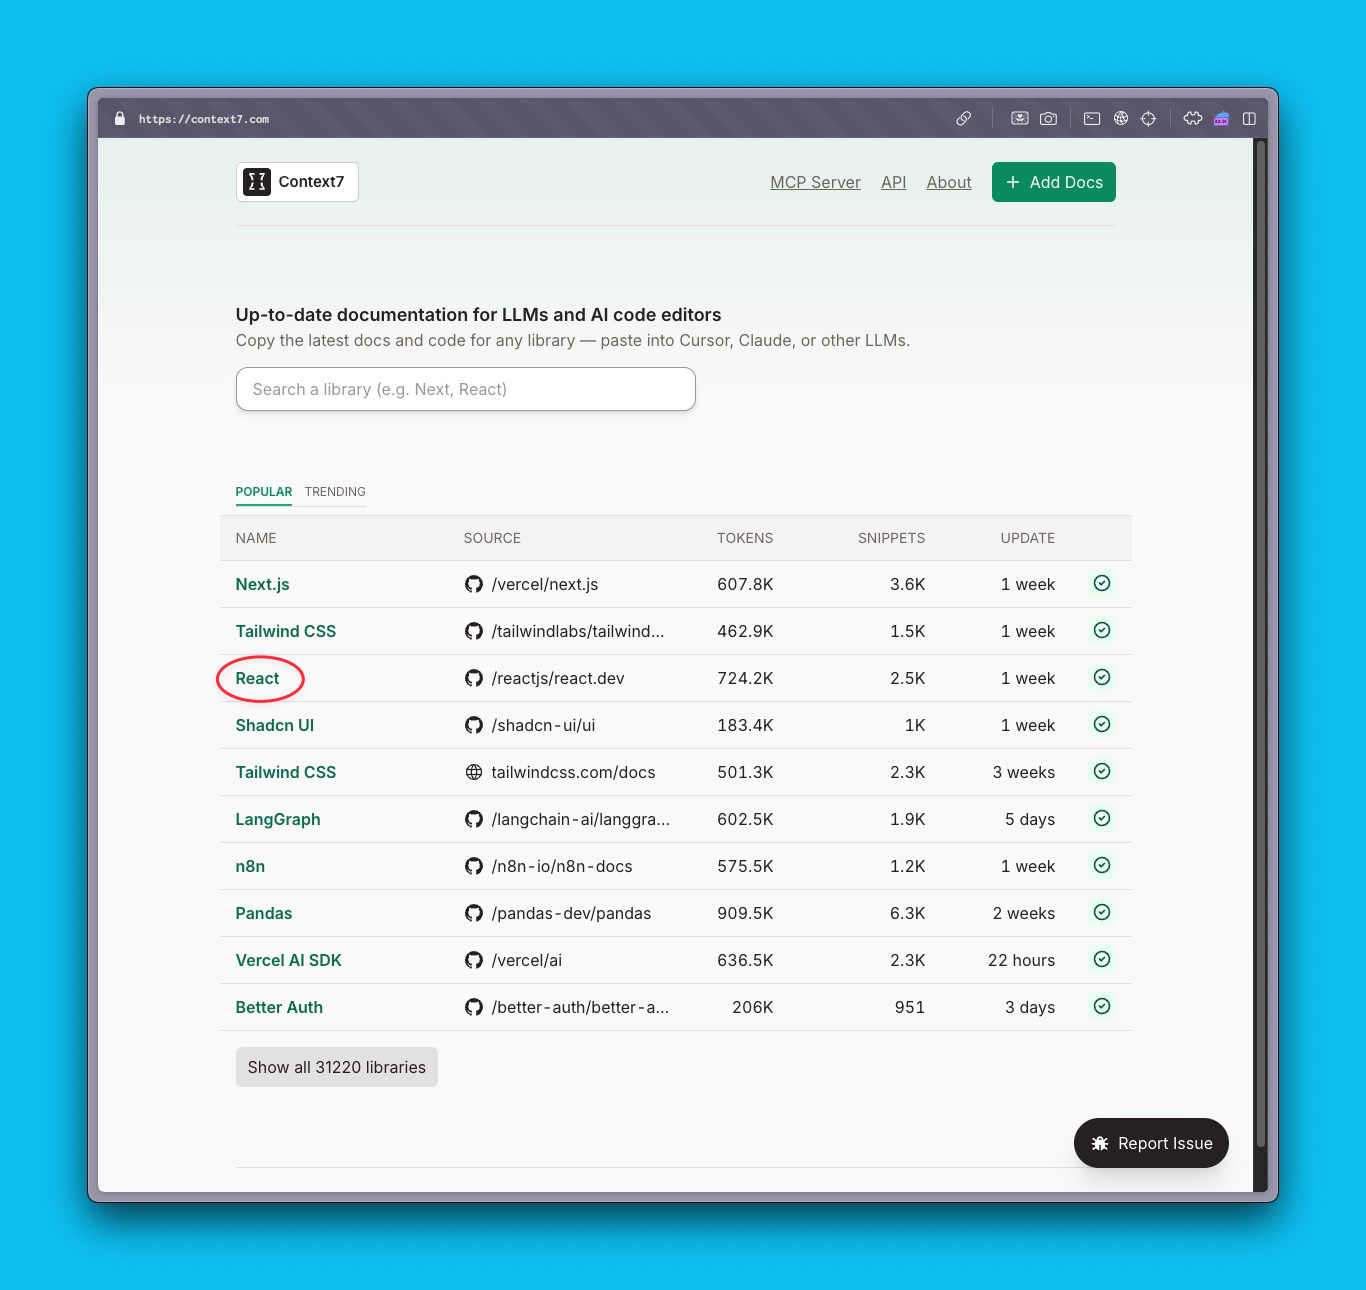 https://context7.com
Context7
MCP Server API About + Add Docs
Up-to-date documentation for LLMs and AI code editors
Copy the latest docs and code for any library — paste into Cursor, Claude, or other LLMs.
Search a library (e.g. Next, React)
POPULAR TRENDING
NAME SOURCE TOKENS SNIPPETS UPDATE
Next.js /vercel/next.js 607.8K 3.6K 1 week
Tailwind CSS /tailwindlabs/tailwind... 462.9K 1.5K 1 week
React /reactjs/react.dev 724.2K 2.5K 1 week
Shadcn UI /shadcn-ui/ui 183.4K 1K 1 week
Tailwind CSS tailwindcss.com/docs 501.3K 2.3K 3 weeks
LangGraph /langchain-ai/langgra... 602.5K 1.9K 5 days
n8n /n8n-io/n8n-docs 575.5K 1.2K 1 week
Pandas /pandas-dev/pandas 909.5K 6.3K 2 weeks
Vercel AI SDK /vercel/ai 636.5K 2.3K 22 hours
Better Auth /better-auth/better-a... 206K 951 3 days
Show all 31220 libraries
Report Issue